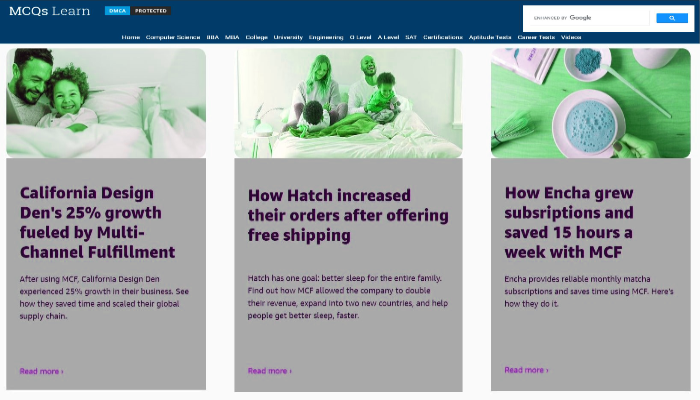 MCQs Learn
DMCA PROTECTED
ENHANCED BY Google
Home Computer Science BBA MBA College University Engineering O Level A Level SAT Certifications Aptitude Tests Career Tests Videos
California Design
Den's 25% growth
fueled by Multi-
Channel Fulfillment
After using MCF, California Design Den
experienced 25% growth in their business. See
how they saved time and scaled their global
supply chain.
Read more ›
How Hatch increased
their orders after offering
free shipping
Hatch has one goal: better sleep for the entire family.
Find out how MCF allowed the company to double
their revenue, expand into two new countries, and help
people get better sleep, faster.
Read more ›
How Encha grew
subsriptions and
saved 15 hours a
week with MCF
Encha provides reliable monthly matcha
subscriptions and saves time using MCF. Here's
how they do it.
Read more ›